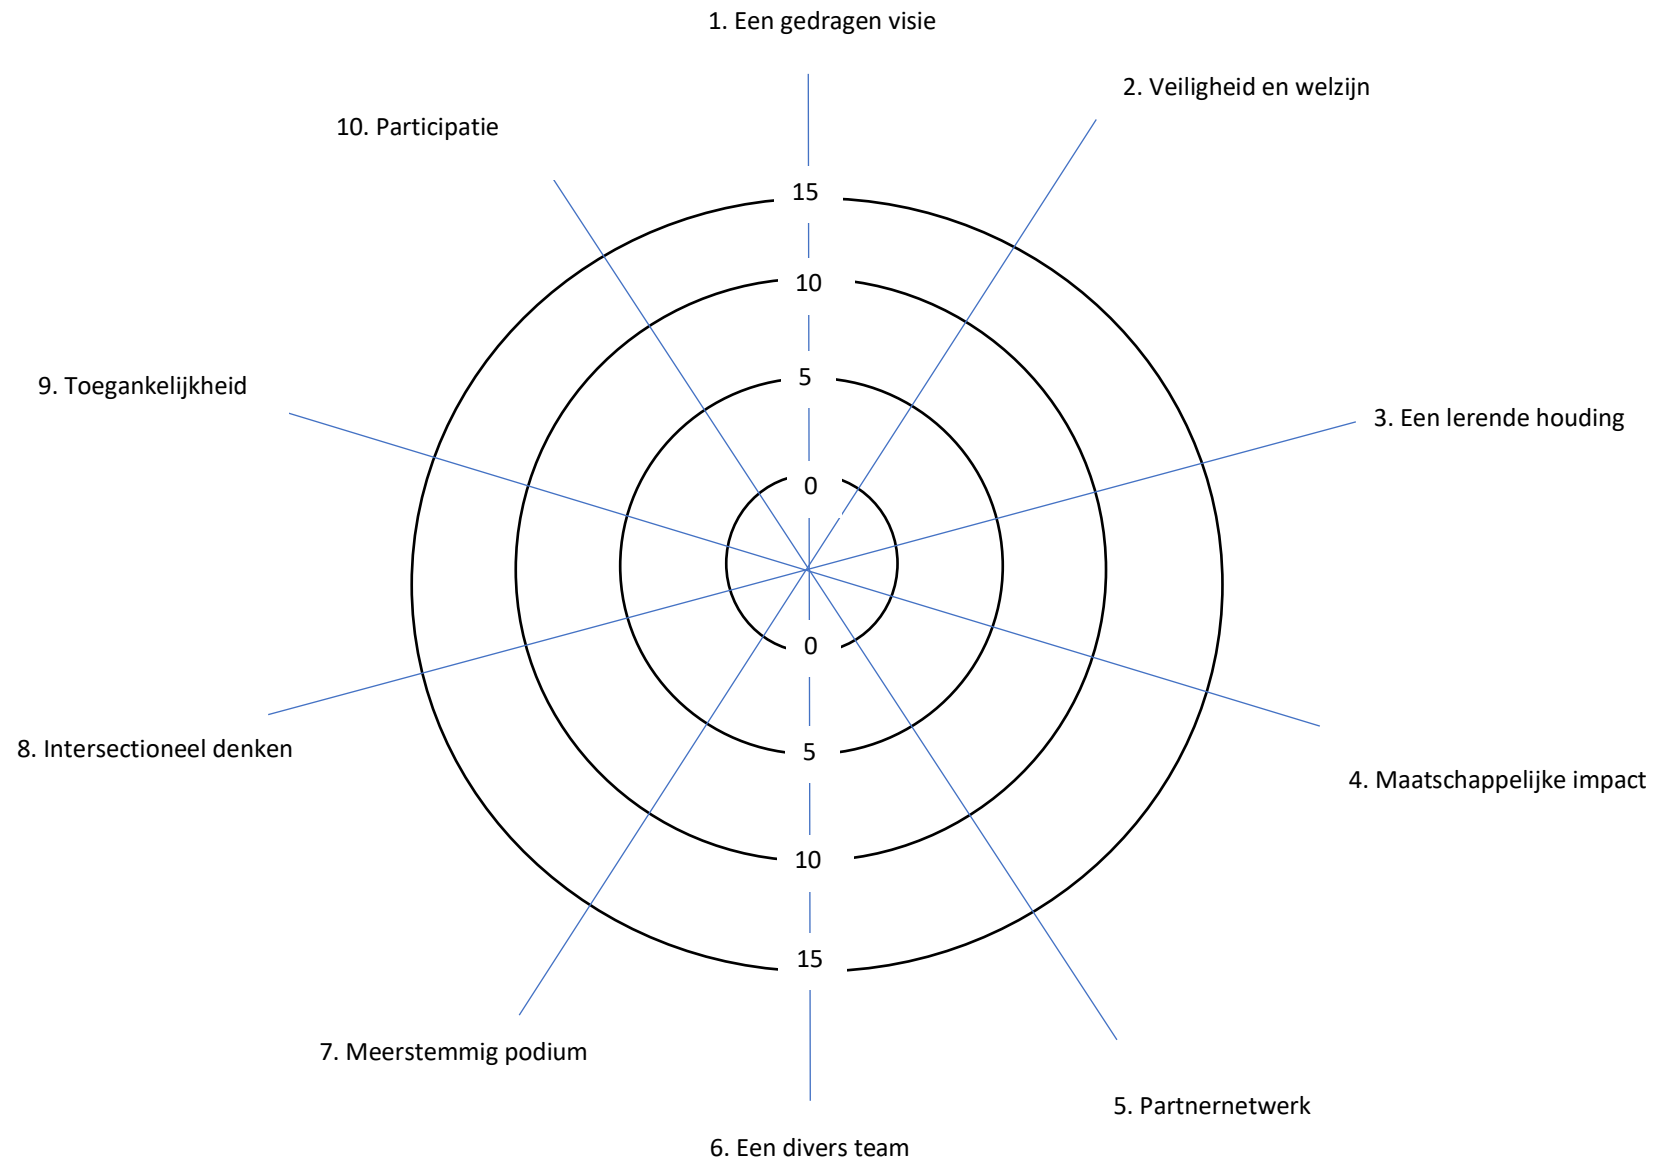 1. Een gedragen visie
2. Veiligheid en welzijn
10. Participatie
15
10
5
9. Toegankelijkheid
3. Een lerende houding
0
0
8. Intersectioneel denken
5
4. Maatschappelijke impact
10
15
7. Meerstemmig podium
5. Partnernetwerk
6. Een divers team